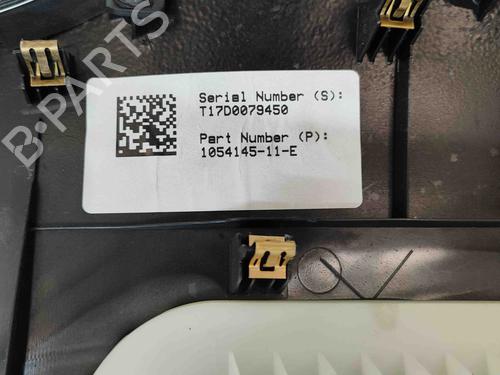 Serial Number (S):
T17D0079450
Part Number (P):
1054145-11-E
B-PARTS